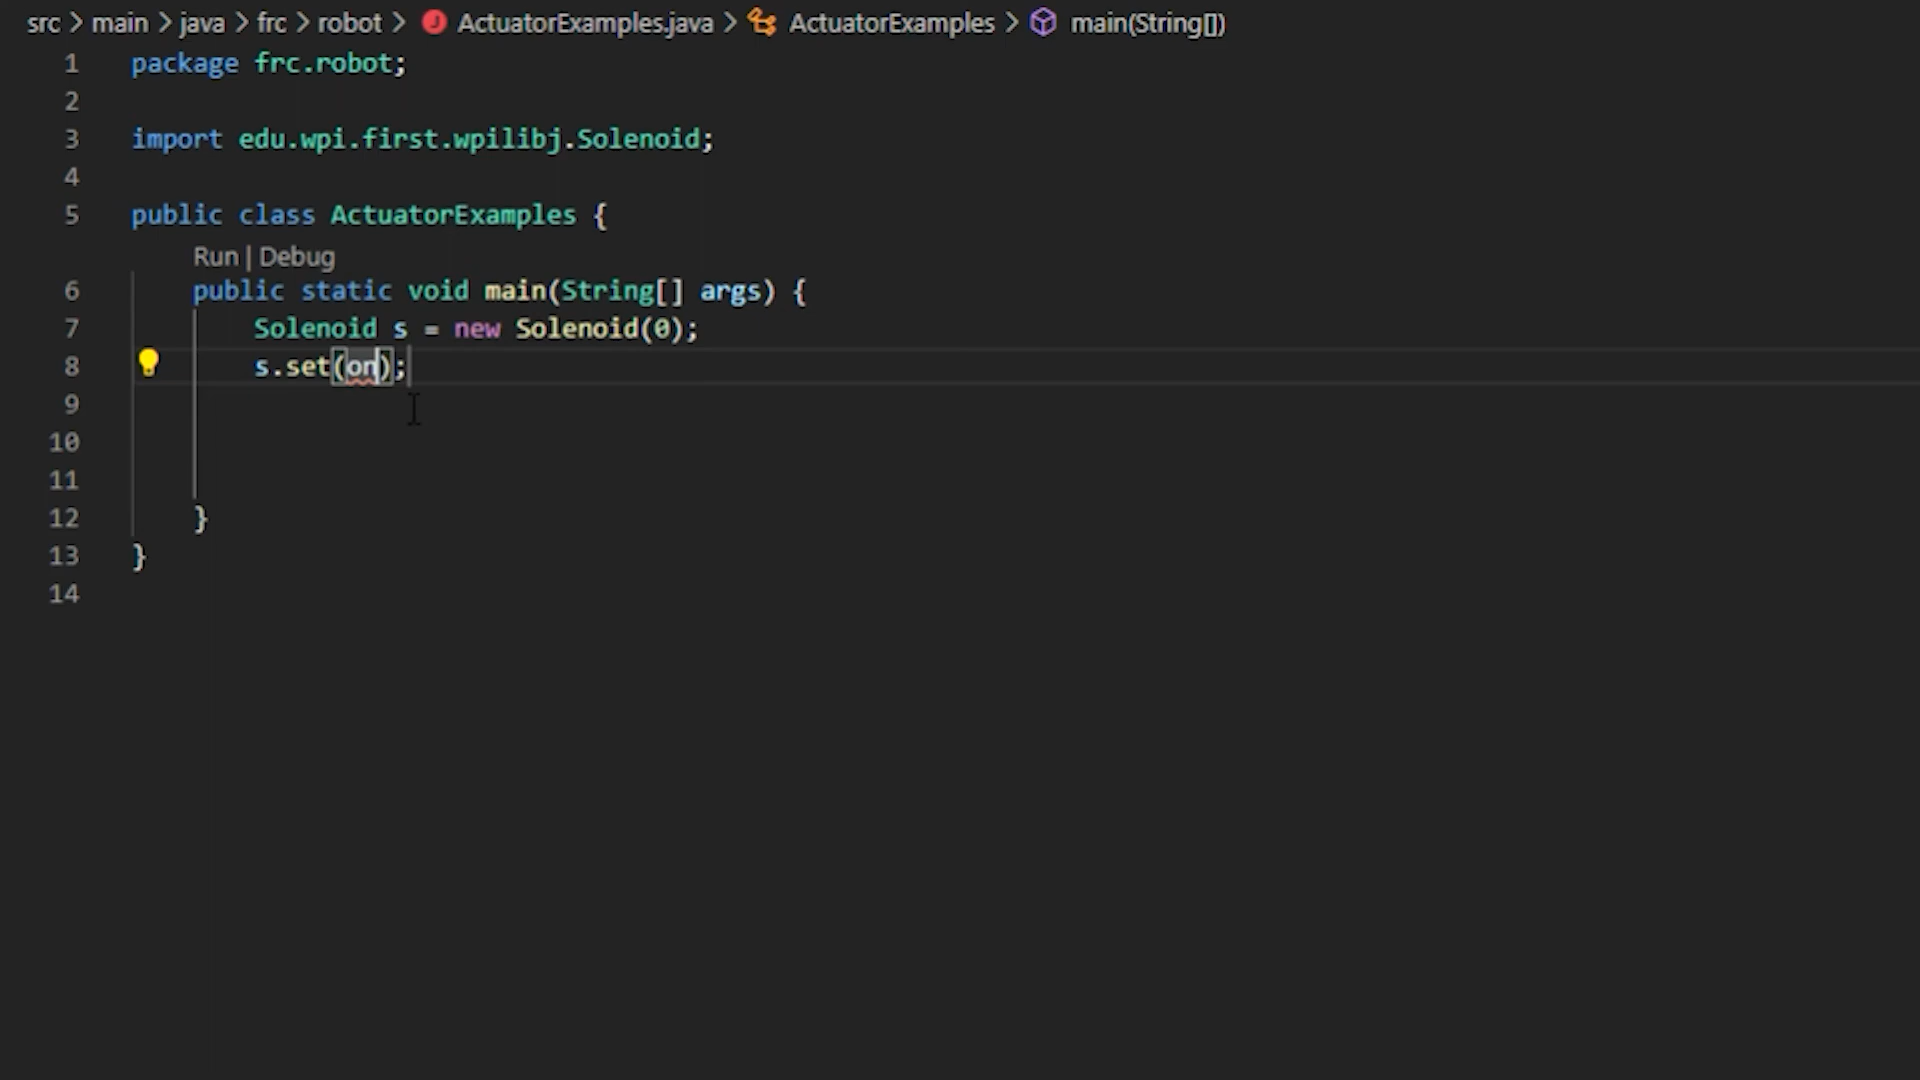 src > main > java > frc > robot > ActuatorExamples.java > ActuatorExamples > main(String[])
1 package frc.robot;
2
3 import edu.wpi.first.wpilibj.Solenoid;
4
5 public class ActuatorExamples {
Run | Debug
6 public static void main(String[] args) {
7 Solenoid s = new Solenoid(0);
8 s.set(on);
9
10
11
12 }
13 }
14